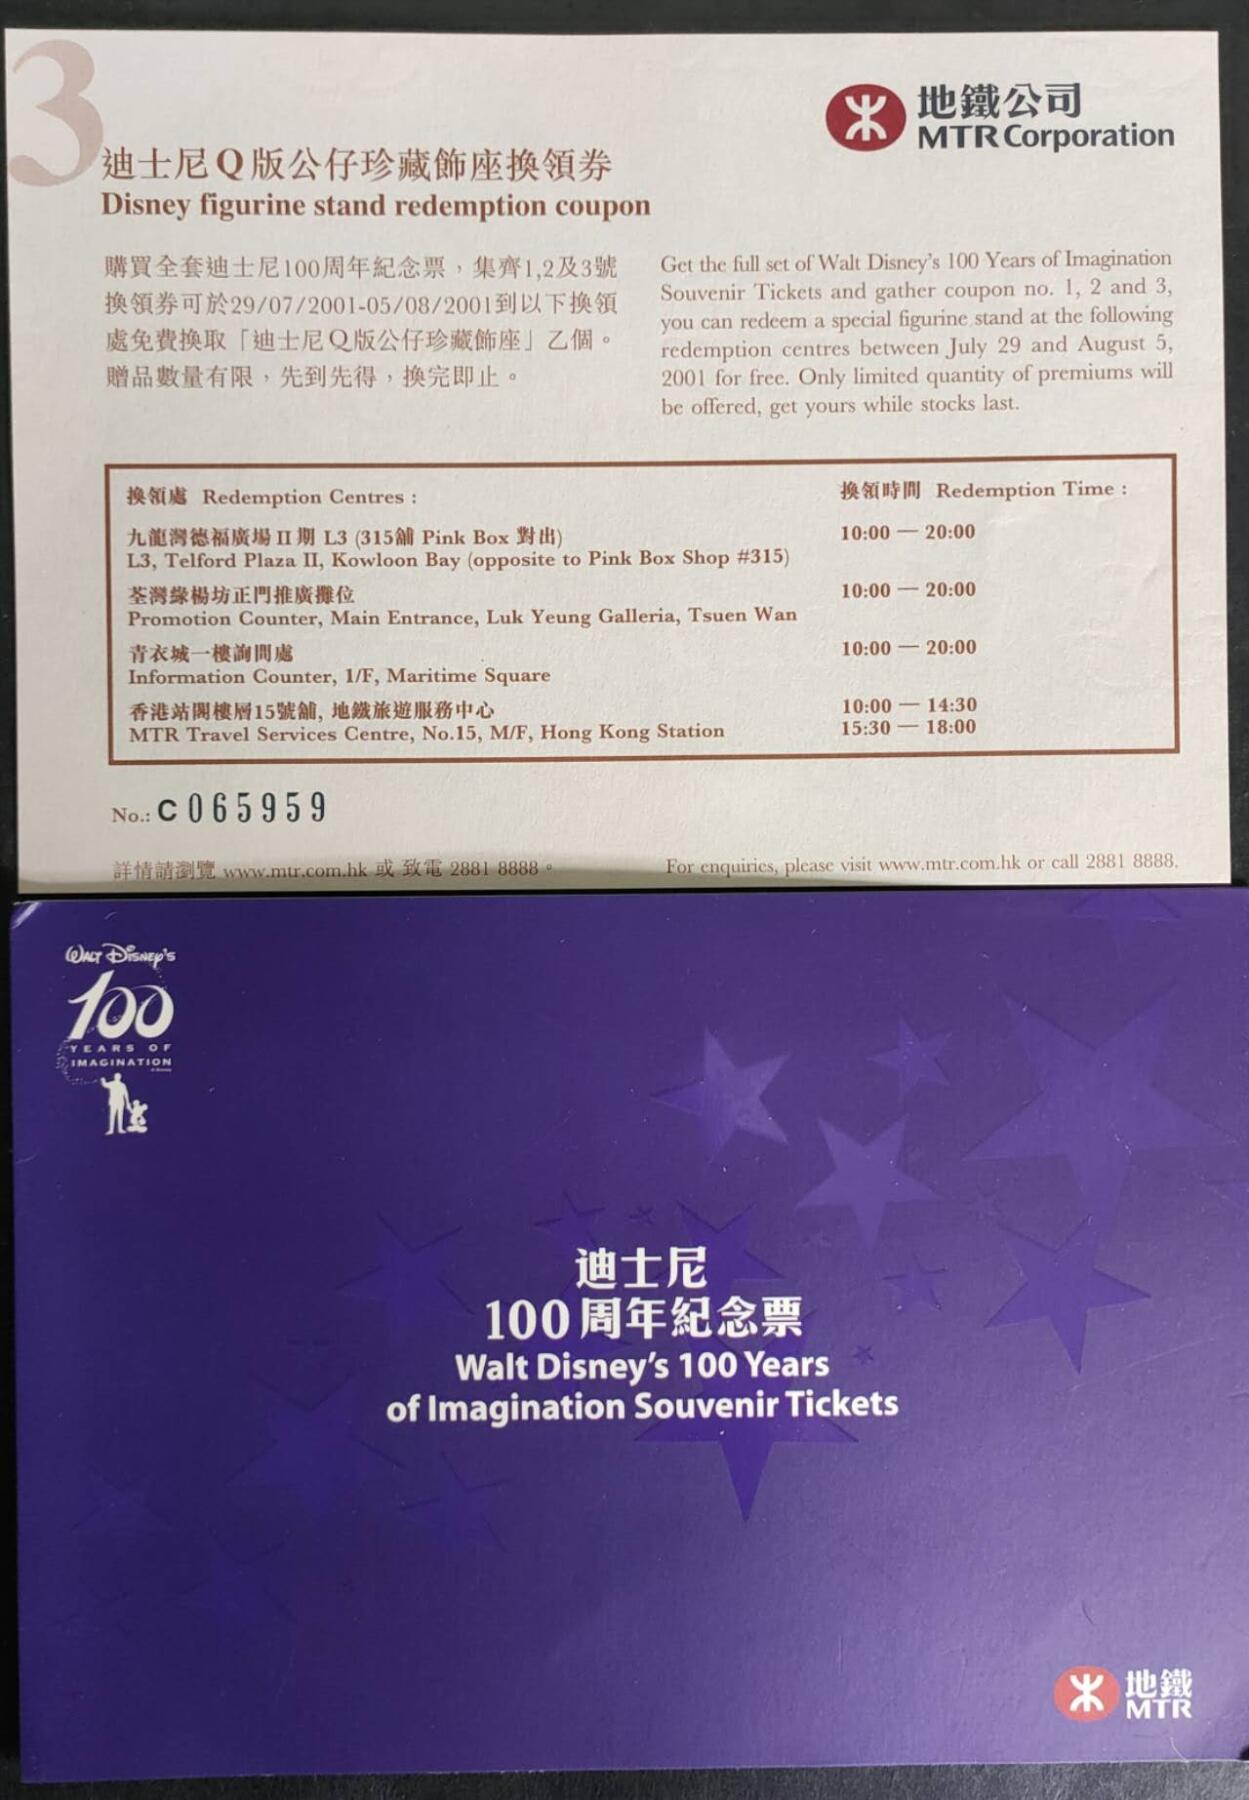 3
地鐵公司
MTR Corporation
迪士尼Q版公仔珍藏飾座換領券
Disney figurine stand redemption coupon
購買全套迪士尼100周年紀念票，集齊1,2及3號
換領券可於29/07/2001-05/08/2001到以下換領
處免費換取「迪士尼Q版公仔珍藏飾座」乙個。
贈品數量有限，先到先得，換完即止。
Get the full set of Walt Disney's 100 Years of Imagination
Souvenir Tickets and gather coupon no. 1, 2 and 3,
you can redeem a special figurine stand at the following
redemption centres between July 29 and August 5,
2001 for free. Only limited quantity of premiums will
be offered, get yours while stocks last.
換領處 Redemption Centres :
換領時間 Redemption Time :
九龍灣德福廣場II期 L3 (315舖 Pink Box 對出)
L3, Telford Plaza II, Kowloon Bay (opposite to Pink Box Shop #315)
10:00 — 20:00
荃灣綠楊坊正門推廣攤位
Promotion Counter, Main Entrance, Luk Yeung Galleria, Tsuen Wan
10:00 — 20:00
青衣城一樓詢問處
Information Counter, 1/F, Maritime Square
10:00 — 20:00
香港站閣樓層15號舖, 地鐵旅遊服務中心
MTR Travel Services Centre, No.15, M/F, Hong Kong Station
10:00 — 14:30
15:30 — 18:00
No.: C 065959
詳情請瀏覽 www.mtr.com.hk 或 致電 2881 8888。
For enquiries, please visit www.mtr.com.hk or call 2881 8888.
WALT DISNEY'S
100
YEARS OF
IMAGINATION
迪士尼
100周年紀念票
Walt Disney's 100 Years
of Imagination Souvenir Tickets
地鐵
MTR